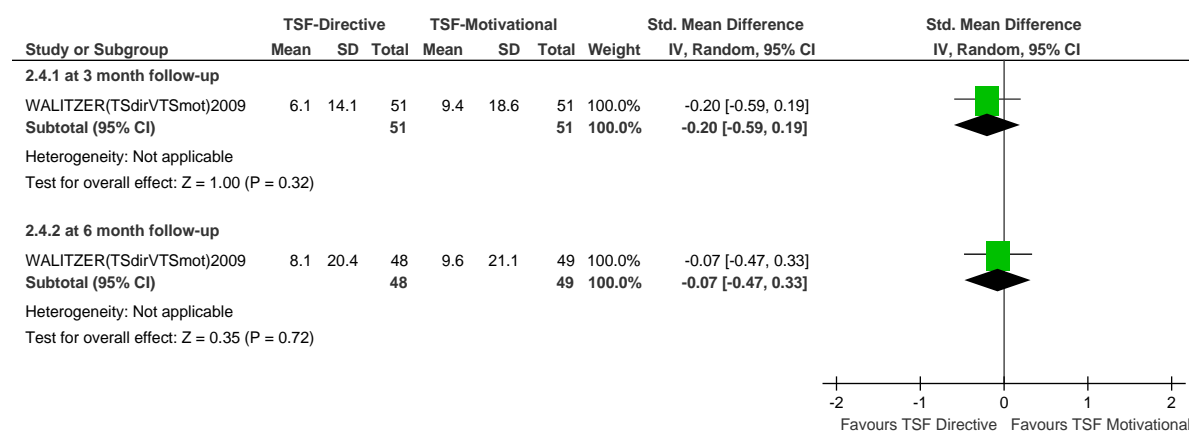 TSF-Directive TSF-Motivational Std. Mean Difference Std. Mean Difference
Study or Subgroup Mean SD Total Mean SD Total Weight IV, Random, 95% CI IV, Random, 95% CI
2.4.1 at 3 month follow-up
WALITZER(TSdirVTSmot)2009 6.1 14.1 51 9.4 18.6 51 100.0% -0.20 [-0.59, 0.19]
Subtotal (95% CI) 51 51 100.0% -0.20 [-0.59, 0.19]
Heterogeneity: Not applicable
Test for overall effect: Z = 1.00 (P = 0.32)
2.4.2 at 6 month follow-up
WALITZER(TSdirVTSmot)2009 8.1 20.4 48 9.6 21.1 49 100.0% -0.07 [-0.47, 0.33]
Subtotal (95% CI) 48 49 100.0% -0.07 [-0.47, 0.33]
Heterogeneity: Not applicable
Test for overall effect: Z = 0.35 (P = 0.72)
-2 -1 0 1 2
Favours TSF Directive Favours TSF Motivational